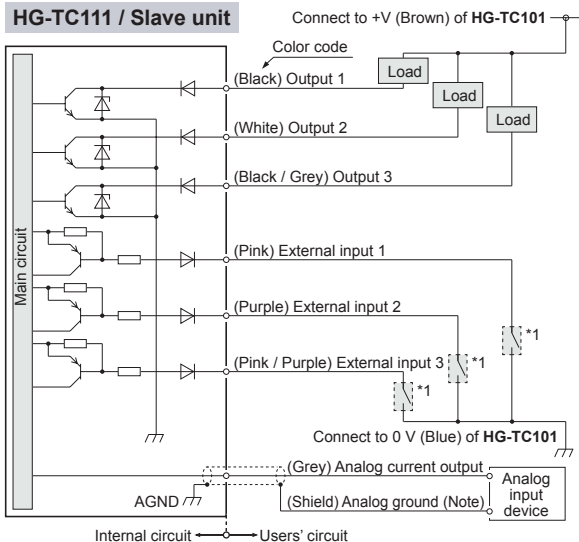 HG-TC111 / Slave unit
Connect to +V (Brown) of HG-TC101
Color code
(Black) Output 1
Load
Load
(White) Output 2
Load
(Black / Grey) Output 3
Main circuit
(Pink) External input 1
(Purple) External input 2
*1
(Pink / Purple) External input 3
*1
*1
Connect to 0 V (Blue) of HG-TC101
(Grey) Analog current output
Analog
input
device
AGND
(Shield) Analog ground (Note)
Internal circuit
Users' circuit